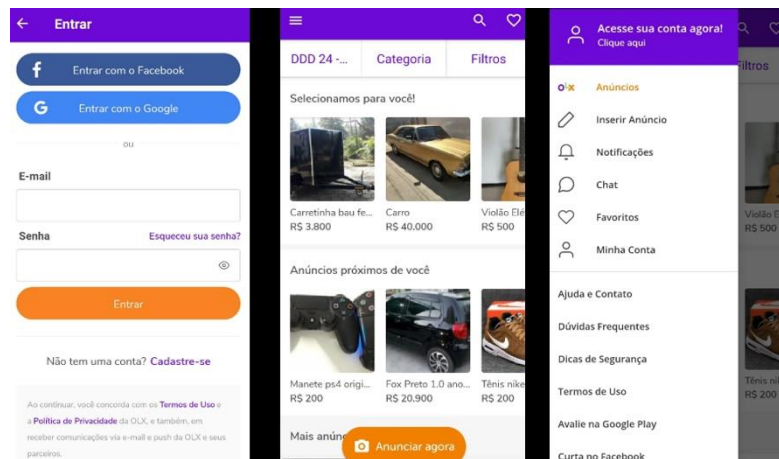 Entrar
Entrar com o Facebook
G
Entrar com o Google
ou
E-mail
Senha Esqueceu sua senha?
Entrar
Não tem uma conta? Cadastre-se
Ao continuar, você concorda com os Termos de Uso e
a Política de Privacidade da OLX, e também, em
receber comunicações via e-mail e push da OLX e seus
parceiros.
DDD 24 -... Categoria Filtros
Selecionamos para você!
Carretinha bau fe... Carro Violão Elé
R$ 3.800 R$ 40.000 R$ 500
Anúncios próximos de você
Manete ps4 origi... Fox Preto 1.0 ano... Tênis nike
R$ 200 R$ 20.900 R$ 200
Mais anúnc
Anunciar agora
Acesse sua conta agora!
Clique aqui
Filtros
olx Anúncios
Inserir Anúncio
Notificações
Chat
Favoritos
Minha Conta
Violão E
R$ 500
Ajuda e Contato
Dúvidas Frequentes
Dicas de Segurança
Termos de Uso
Avalie na Google Play
Curta no Facebook
Tênis ni
R$ 200